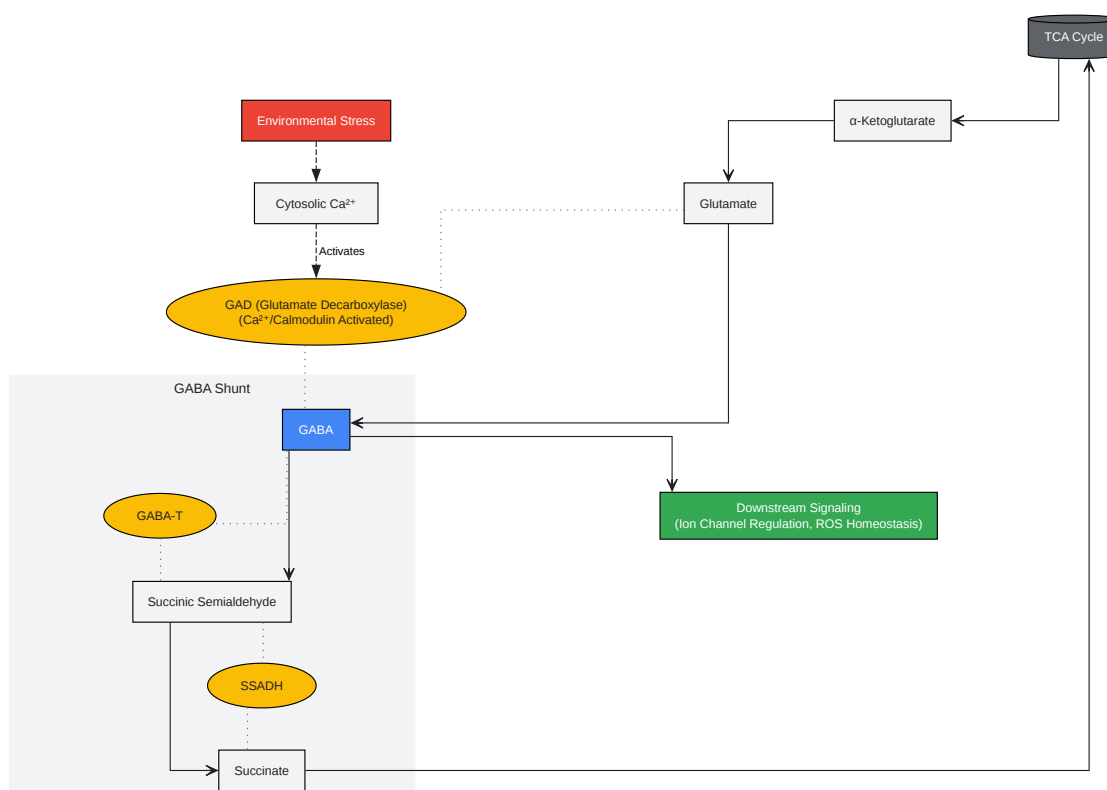 TCA Cycle
Environmental Stress
α-Ketoglutarate
Cytosolic Ca²⁺
Glutamate
Activates
GAD (Glutamate Decarboxylase)
(Ca²⁺/Calmodulin Activated)
GABA Shunt
GABA
GABA-T
Downstream Signaling
(Ion Channel Regulation, ROS Homeostasis)
Succinic Semialdehyde
SSADH
Succinate